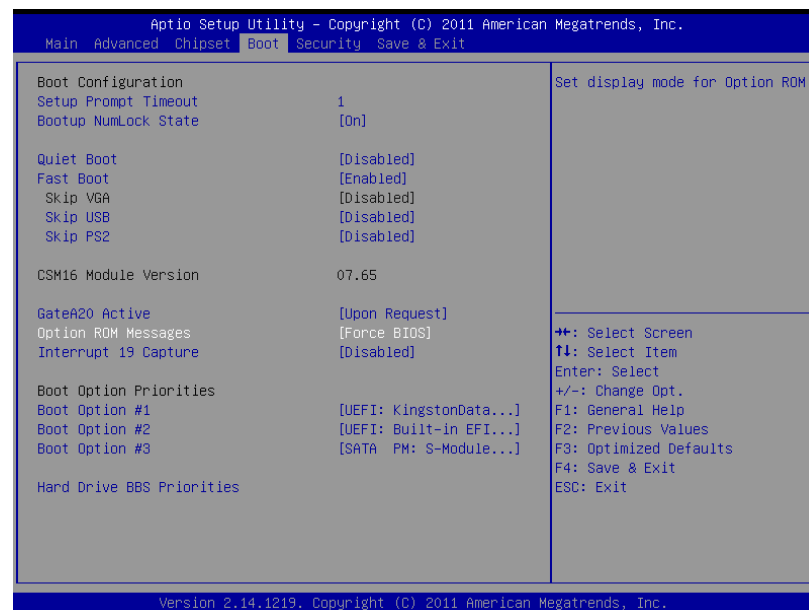 Aptio Setup Utility – Copyright (C) 2011 American Megatrends, Inc.
Main Advanced Chipset Boot Security Save & Exit
Boot Configuration
Setup Prompt Timeout 1
Bootup NumLock State [On]
Quiet Boot [Disabled]
Fast Boot [Enabled]
Skip VGA [Disabled]
Skip USB [Disabled]
Skip PS2 [Disabled]
CSM16 Module Version 07.65
GateA20 Active [Upon Request]
Option ROM Messages [Force BIOS]
Interrupt 19 Capture [Disabled]
Boot Option Priorities
Boot Option #1 [UEFI: KingstonData...]
Boot Option #2 [UEFI: Built-in EFI...]
Boot Option #3 [SATA PM: S-Module...]
Hard Drive BBS Priorities
Set display mode for Option ROM
→←: Select Screen
↑↓: Select Item
Enter: Select
+/-: Change Opt.
F1: General Help
F2: Previous Values
F3: Optimized Defaults
F4: Save & Exit
ESC: Exit
Version 2.14.1219. Copyright (C) 2011 American Megatrends, Inc.